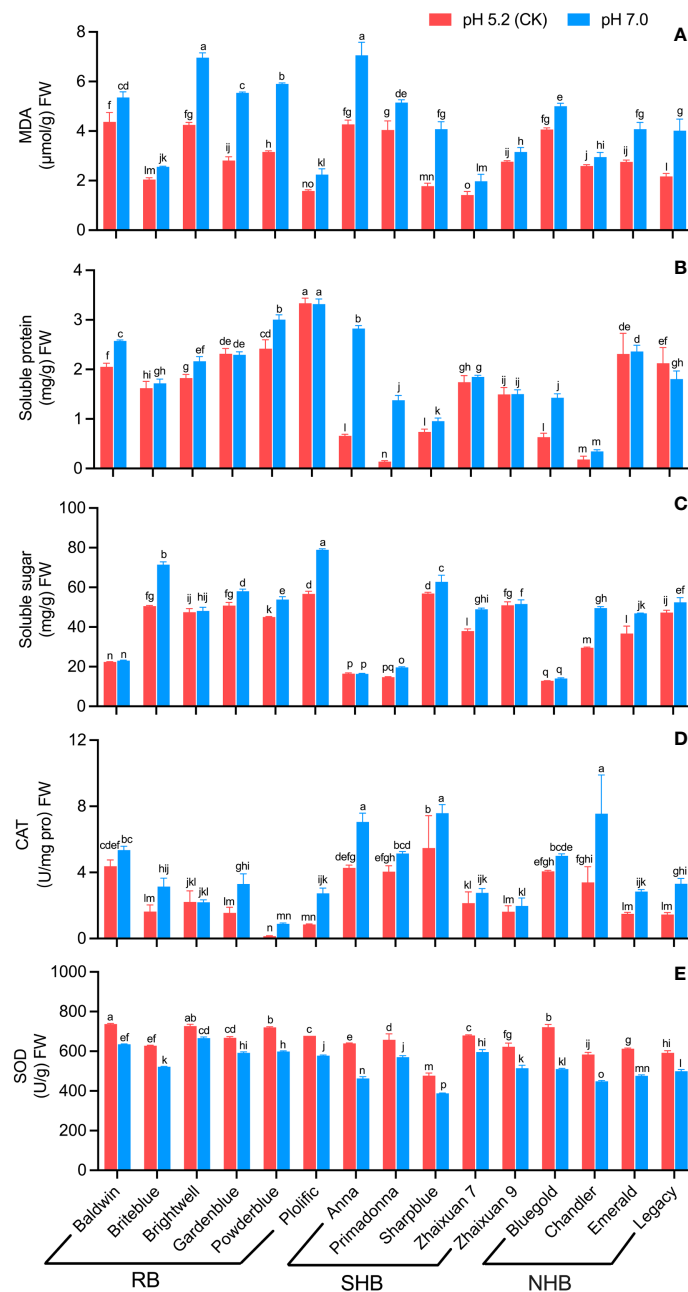 pH 5.2 (CK) pH 7.0
A
MDA
(μmol/g) FW
8
6
4
2
0
f cd lm jk fg a ij c h b no kl fg a g de mn fg o lm ij h fg e j hi ij fg l g
B
Soluble protein
(mg/g) FW
4
3
2
1
0
f c hi gh g ef de de cd b a a l b n j l k gh g ij ij l j m m de d ef gh
C
Soluble sugar
(mg/g) FW
100
80
60
40
20
0
n n fg b ij hij fg d k e d a p p pq o d c l ghi fg f q q m gh l jk ij ef
D
CAT
(U/mg pro) FW
12
8
4
0
cdef bc lm hij jkl jkl lm ghi n mn mn ijk defg a efgh bcd b a kl ijk lm kl efgh bcde fghi a lm ijk lm ghi
E
SOD
(U/g) FW
1000
800
600
400
200
0
a ef ef k ab cd cd hi b h c j e n d j m p c hi fg k b kl ij o g mn hi l
Baldwin
Briteblue
Brightwell
Gardenblue
Powderblue
Plolific
Anna
Primadonna
Sharpblue
Zhaixuan 7
Zhaixuan 9
Bluegold
Chandler
Emerald
Legacy
RB SHB NHB